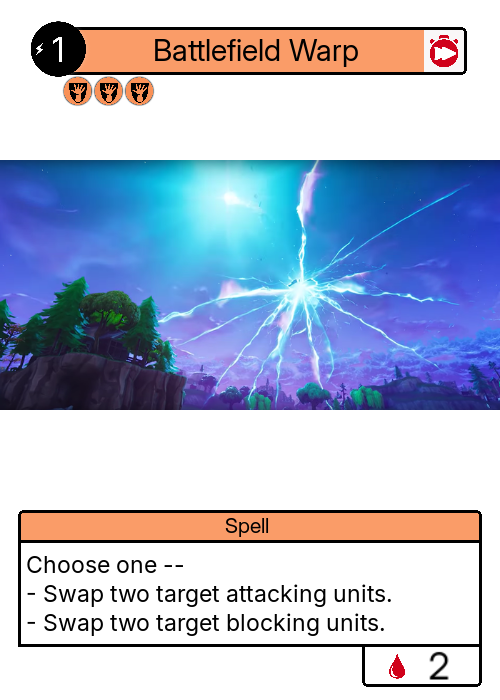 1
Battlefield Warp
Spell
Choose one --
- Swap two target attacking units.
- Swap two target blocking units.
2